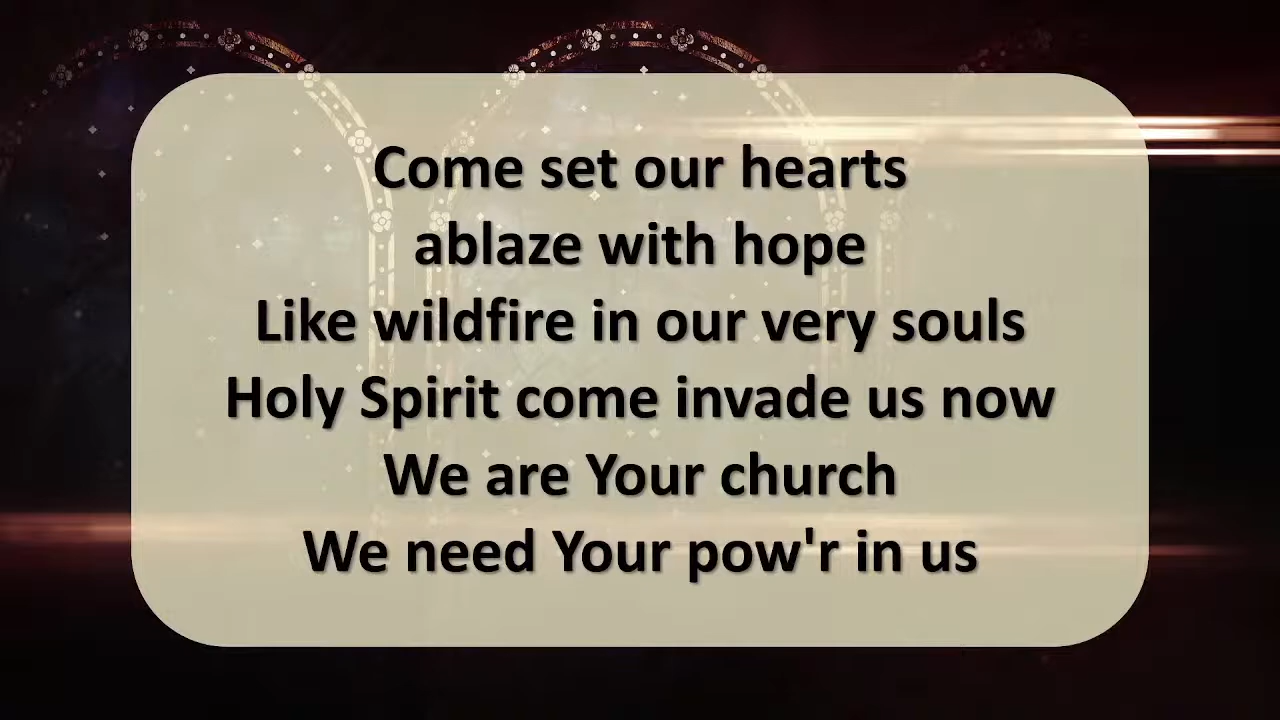 Come set our hearts
ablaze with hope
Like wildfire in our very souls
Holy Spirit come invade us now
We are Your church
We need Your pow'r in us